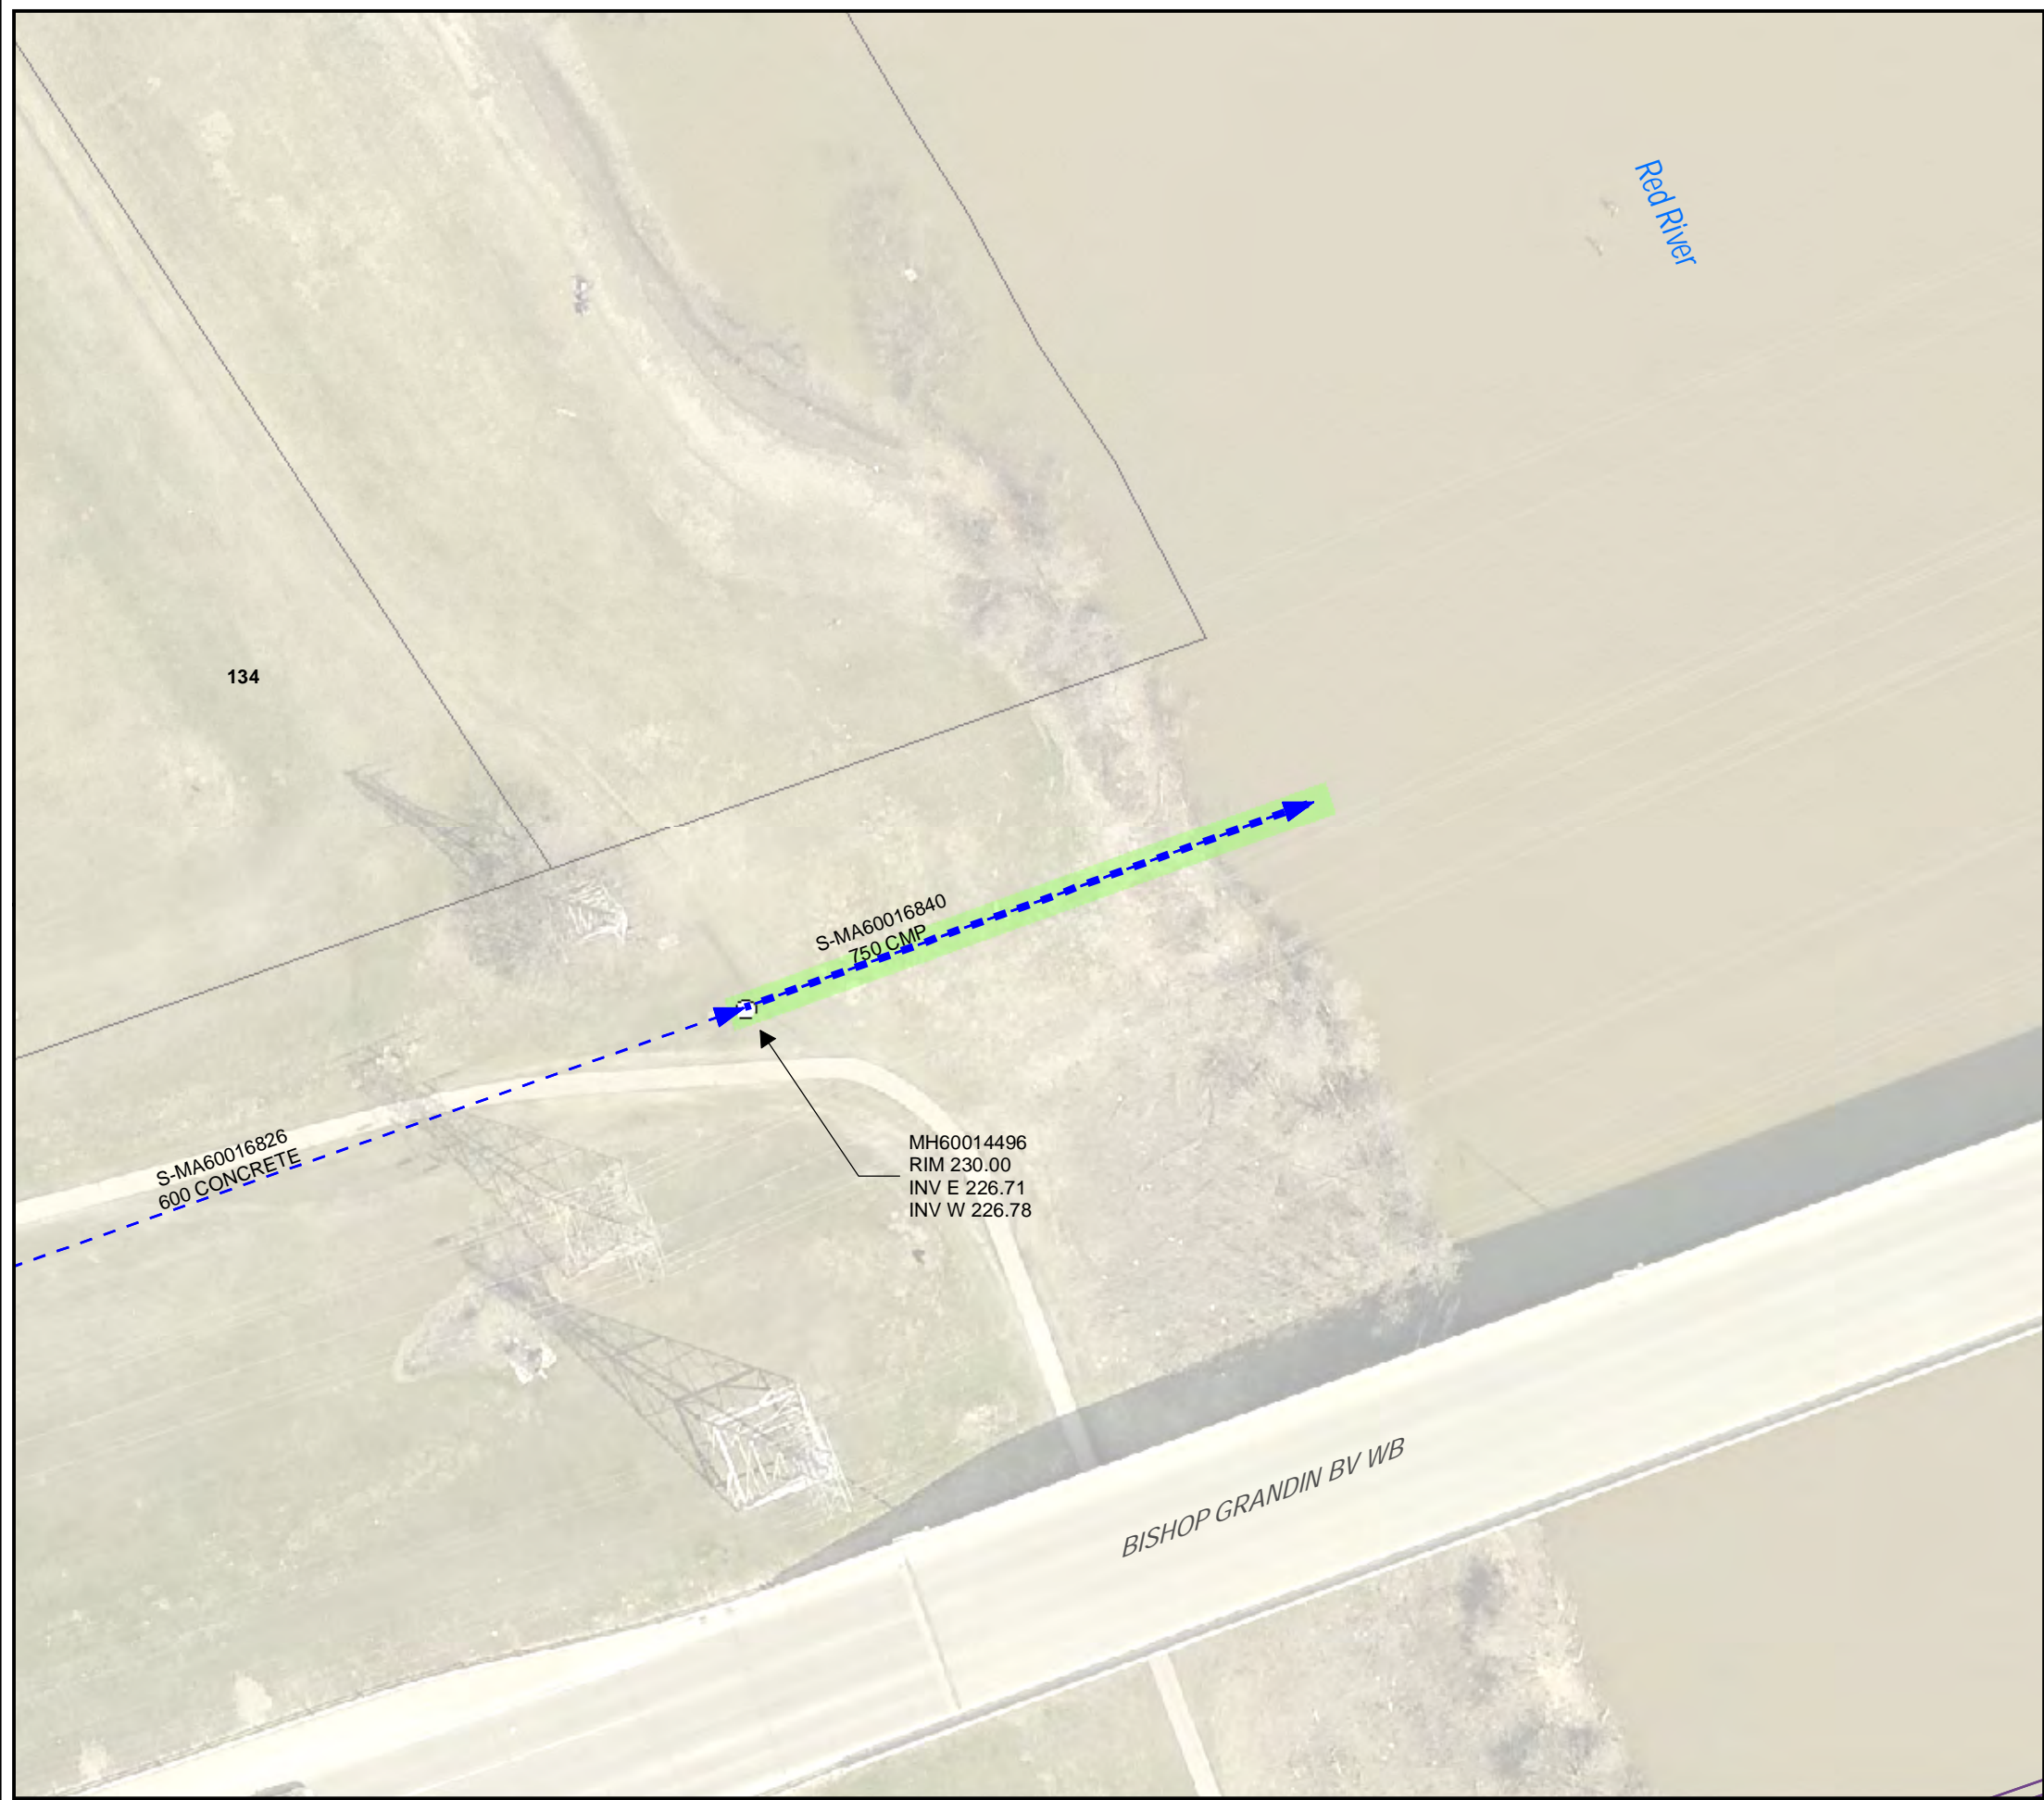 Red River
134
S-MA60016840
750 CMP
S-MA60016826
600 CONCRETE
MH60014496
RIM 230.00
INV E 226.71
INV W 226.78
BISHOP GRANDIN BV WB